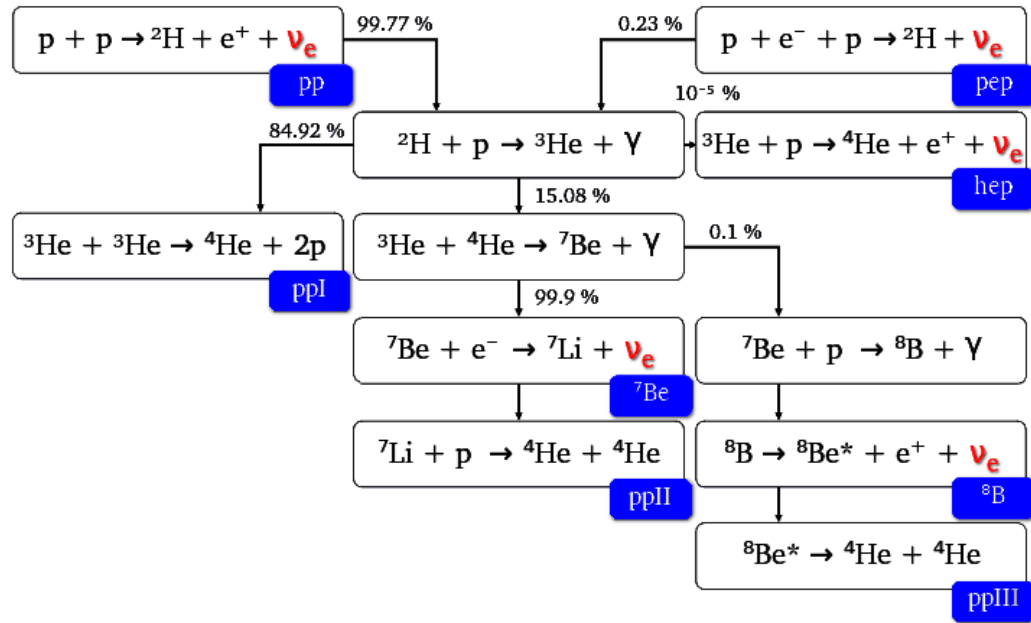 p + p → ²H + e⁺ + νₑ
99.77 %
0.23 %
p + e⁻ + p → ²H + νₑ
pp
pep
10⁻⁵ %
84.92 %
²H + p → ³He + γ
³He + p → ⁴He + e⁺ + νₑ
hep
15.08 %
³He + ³He → ⁴He + 2p
³He + ⁴He → ⁷Be + γ
0.1 %
ppI
99.9 %
⁷Be + e⁻ → ⁷Li + νₑ
⁷Be + p → ⁸B + γ
⁷Be
⁷Li + p → ⁴He + ⁴He
⁸B → ⁸Be* + e⁺ + νₑ
ppII
⁸B
⁸Be* → ⁴He + ⁴He
ppIII